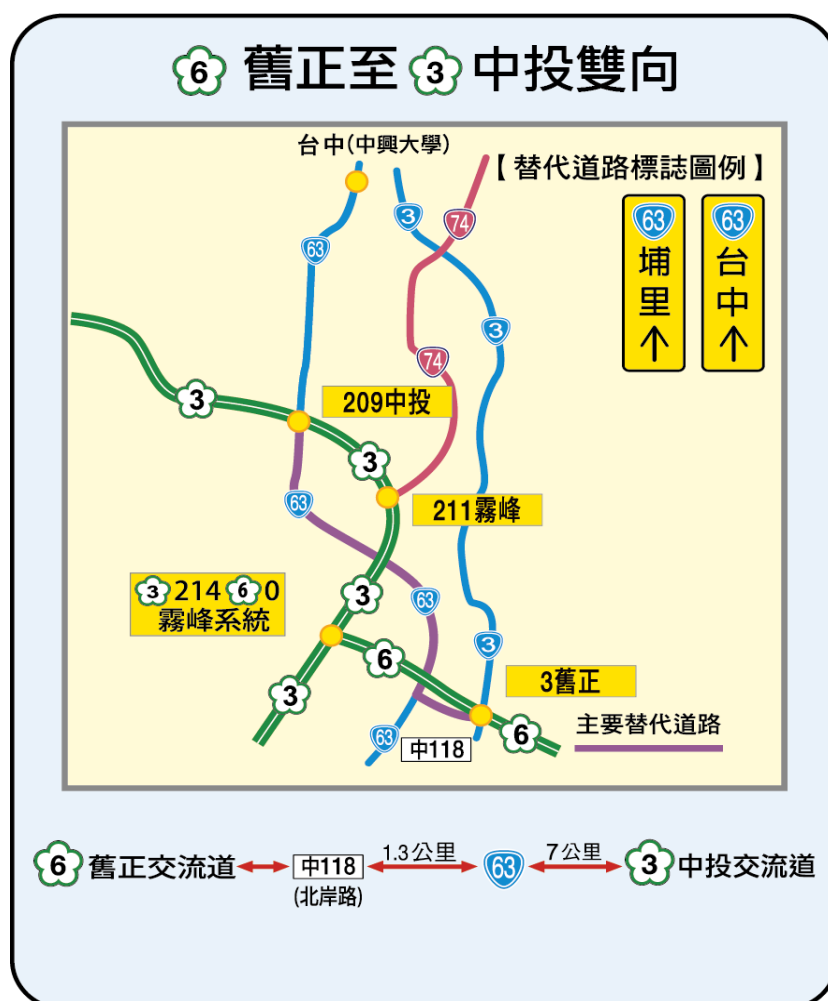 6 舊正至 3 中投雙向
台中(中興大學)
【替代道路標誌圖例】
63 埔里↑
63 台中↑
3
74
63
3
74
3
209中投
3
63
211霧峰
3 214 6 0
霧峰系統
3
63
6
3
3
3舊正
63
中118
6
主要替代道路
6 舊正交流道 中118 1.3公里 63 7公里 3 中投交流道
(北岸路)